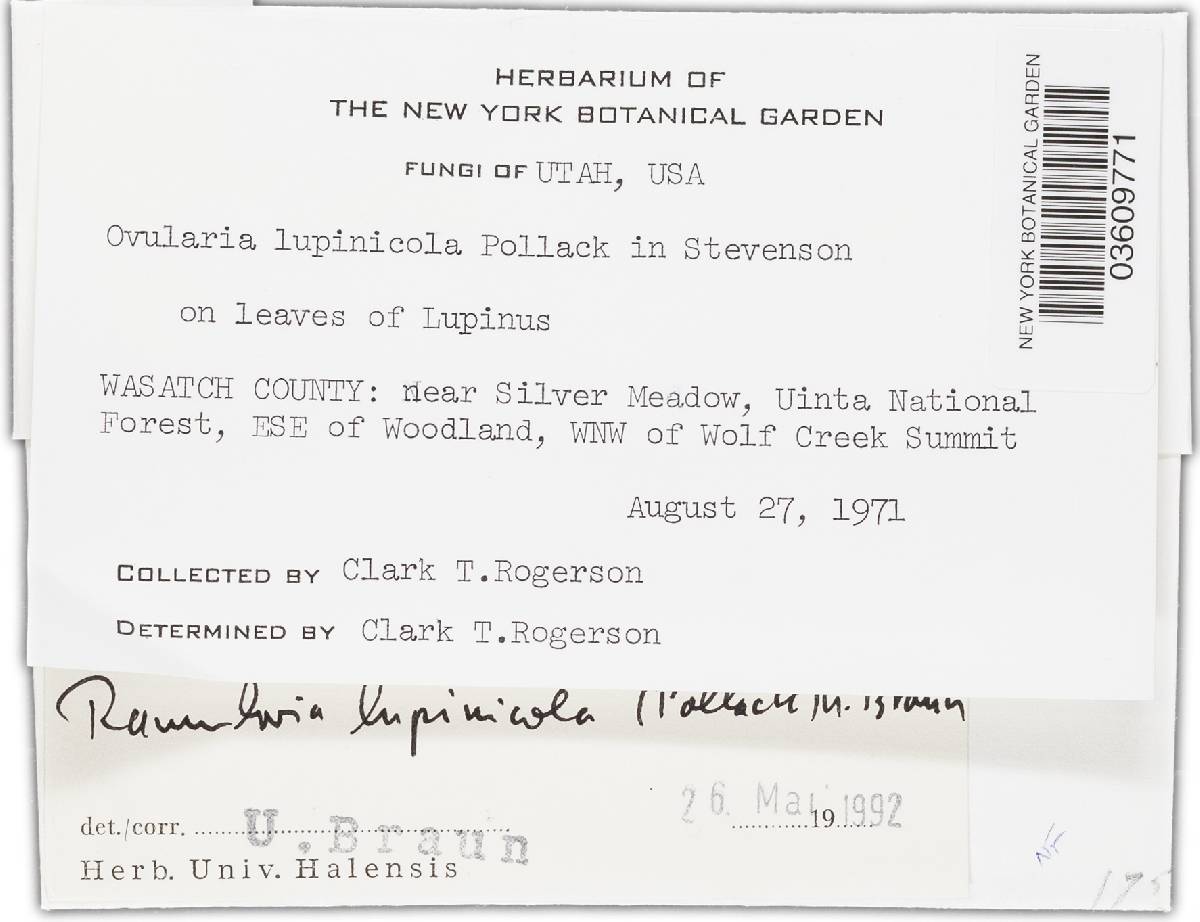 HERBARIUM OF
THE NEW YORK BOTANICAL GARDEN
FUNGI OF UTAH, USA
Ovularia lupinicola Pollack in Stevenson
on leaves of Lupinus
WASATCH COUNTY: near Silver Meadow, Uinta National
Forest, ESE of Woodland, WNW of Wolf Creek Summit
August 27, 1971
COLLECTED BY Clark T.Rogerson
DETERMINED BY Clark T.Rogerson
NEW YORK BOTANICAL GARDEN
03609771
Ramularia lupinicola (Pollack) U. Braun
26. Mai 1992
det./corr. U. Braun 19
Herb. Univ. Halensis
175